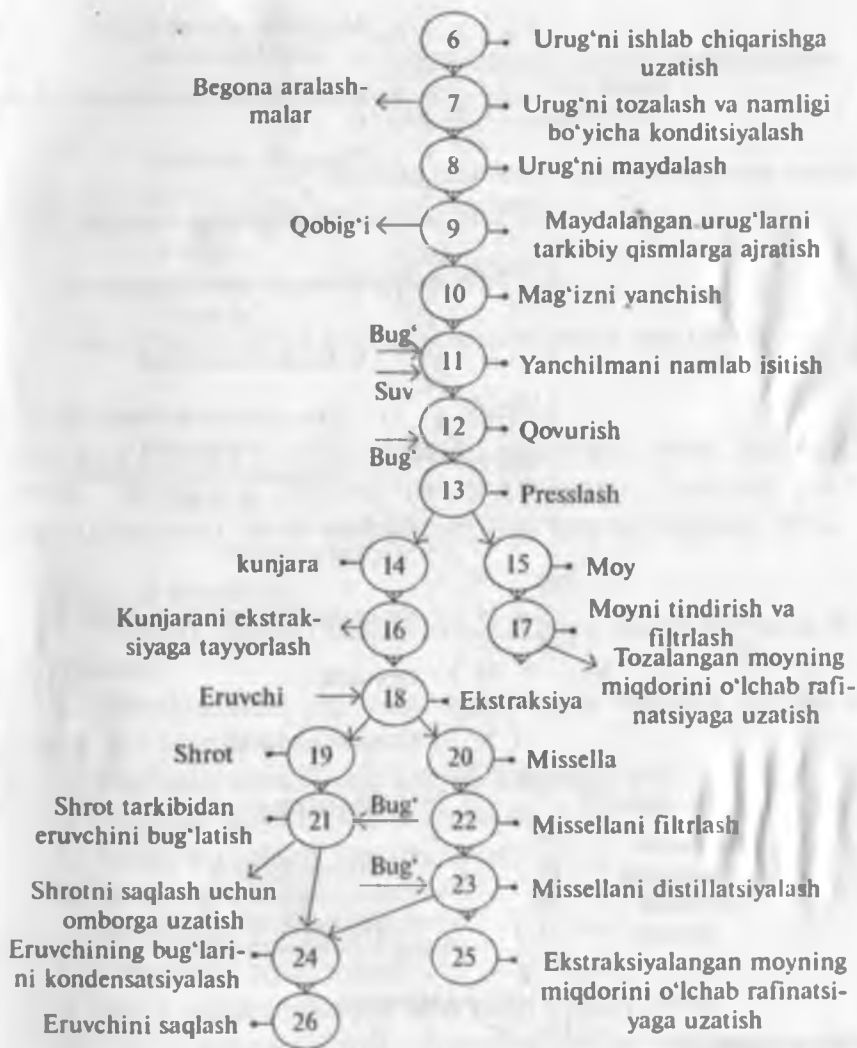 6
Urug‘ni ishlab chiqarishga
uzatish
Begona aralash-
malar
7
Urug‘ni tozalash va namligi
bo‘yicha konditsiyalash
8
Urug‘ni maydalash
Qobig‘i
9
Maydalangan urug‘larni
tarkibiy qismlarga ajratish
10
Mag‘izni yanchish
Bug‘
Suv
11
Yanchilmani namlab isitish
12
Qovurish
Bug‘
13
Presslash
kunjara
14
15
Moy
Kunjarani ekstrak-
siyaga tayyorlash
16
17
Moyni tindirish va
filtrlash
Tozalangan moyning
miqdorini o‘lchab rafi-
natsiyaga uzatish
Eruvchi
18
Ekstraksiya
Shrot
19
20
Missella
Shrot tarkibidan
eruvchini bug‘latish
21
Bug‘
22
Missellani filtrlash
Bug‘
23
Missellani distillatsiyalash
Shrotni saqlash uchun
omborga uzatish
Eruvchining bug‘lari-
ni kondensatsiyalash
24
25
Ekstraksiyalangan moyning
miqdorini o‘lchab rafinatsi-
yaga uzatish
Eruvchini saqlash
26